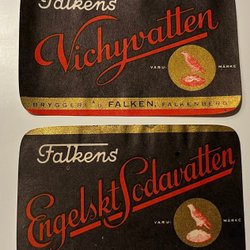 Falkens
Vichyvatten
VARU- MÄRKE
BRYGGERI A.B. FALKEN, FALKENBERG
Falkens
Engelskt Sodavatten
VARU- MÄRKE